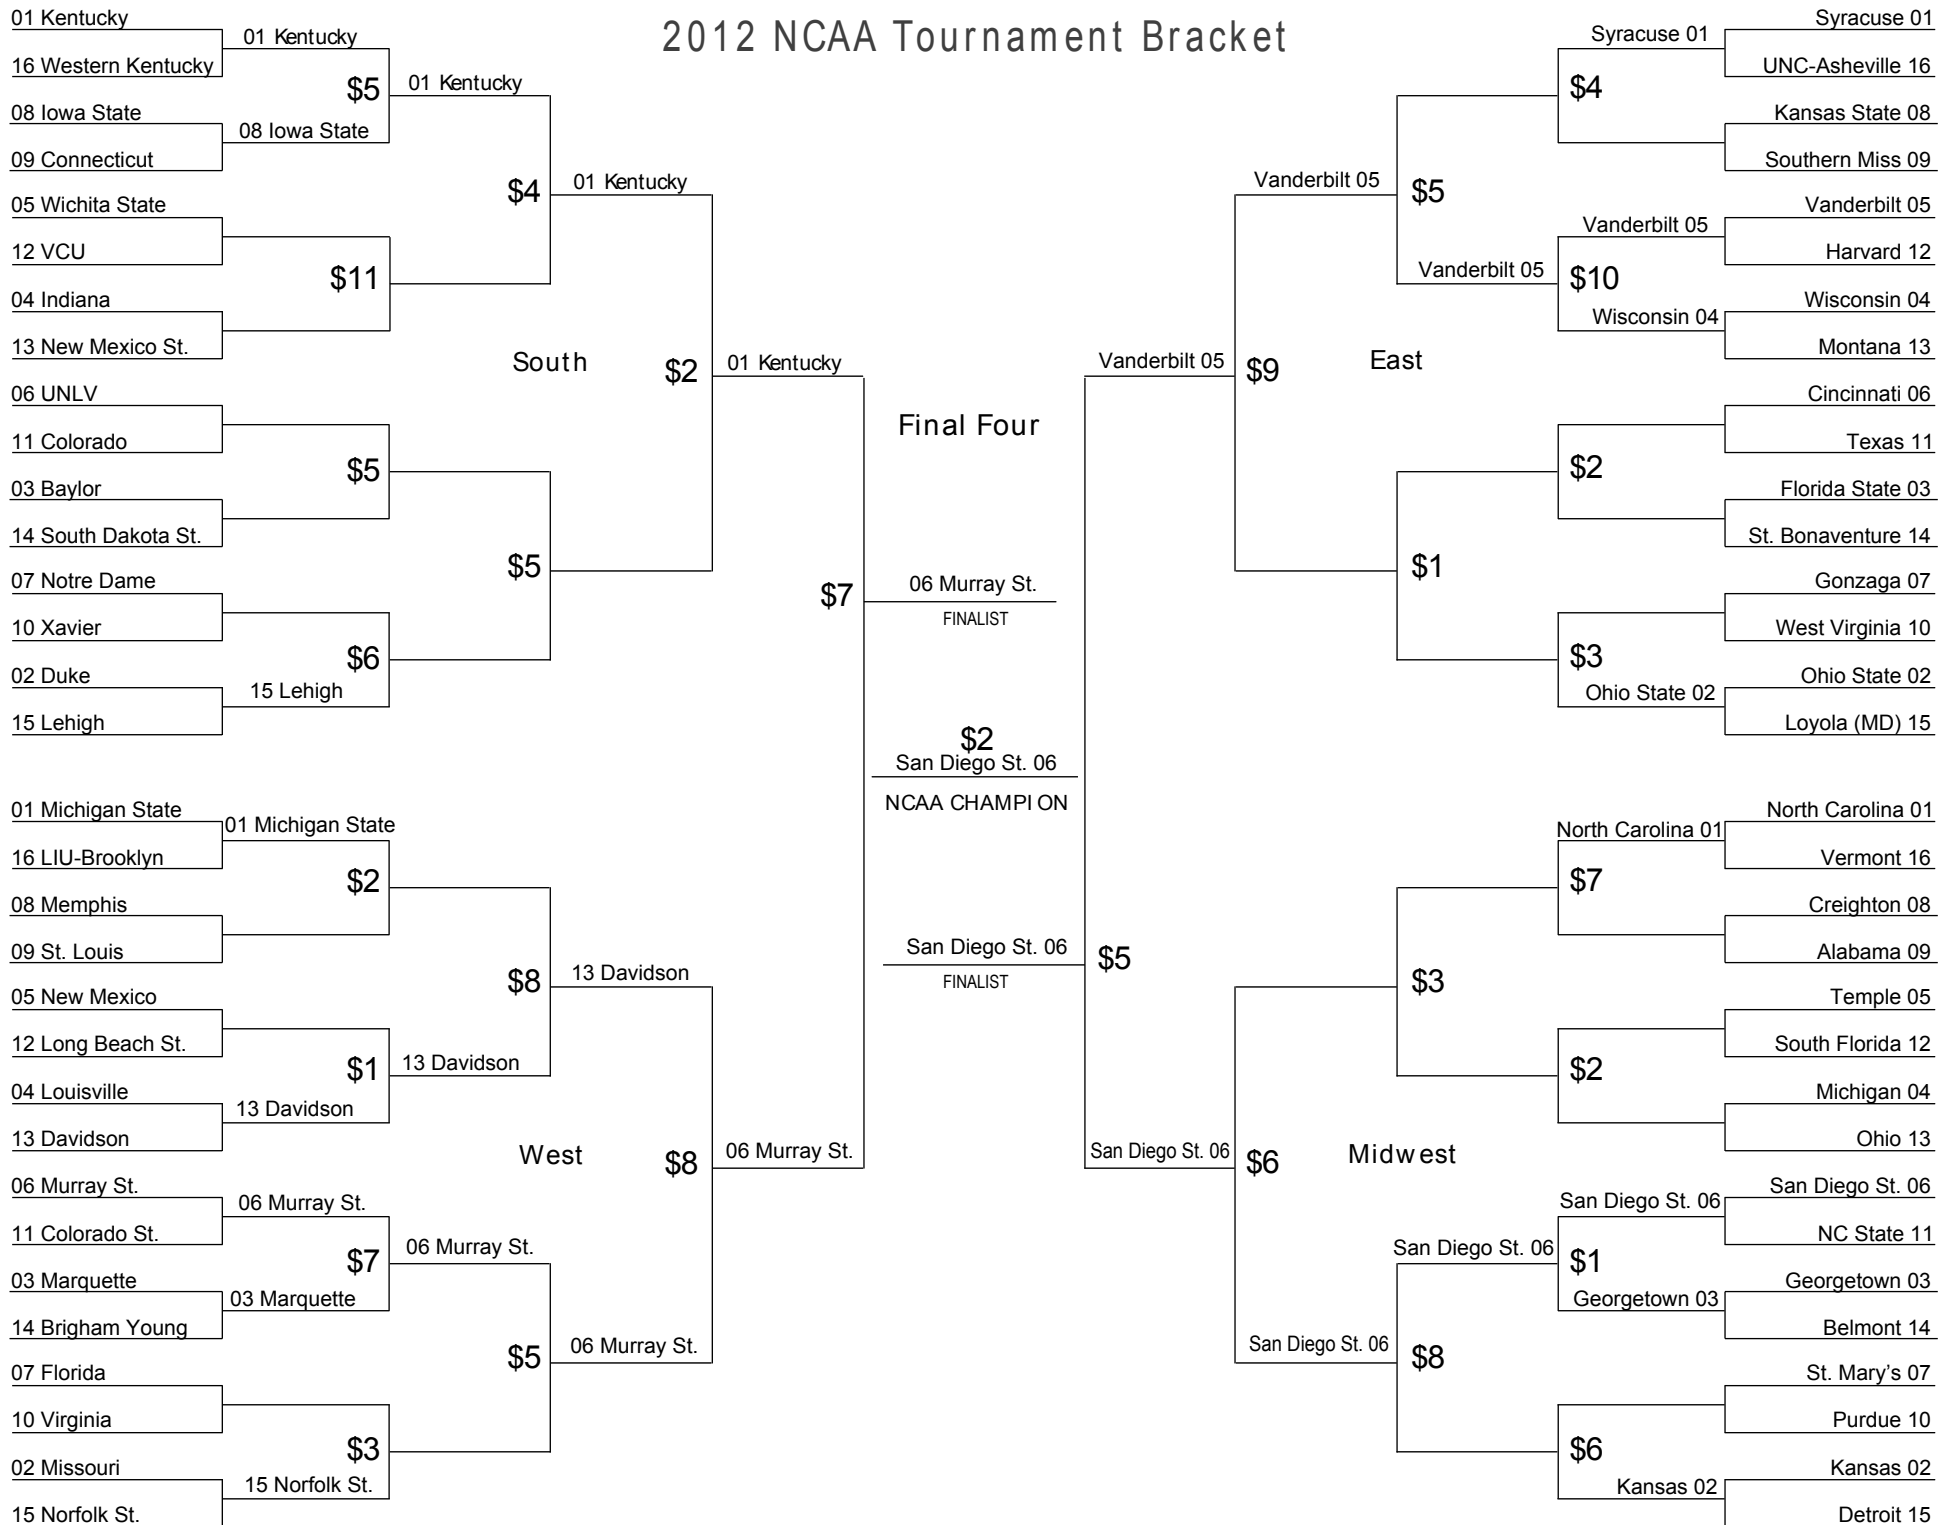 2012 NCAA Tournament Bracket
01 Kentucky
16 Western Kentucky
08 Iowa State
09 Connecticut
05 Wichita State
12 VCU
04 Indiana
13 New Mexico St.
06 UNLV
11 Colorado
03 Baylor
14 South Dakota St.
07 Notre Dame
10 Xavier
02 Duke
15 Lehigh
01 Kentucky
$5
08 Iowa State
$11
$5
$6
15 Lehigh
01 Kentucky
$4
$5
01 Kentucky
South
$2
01 Kentucky
01 Michigan State
16 LIU-Brooklyn
08 Memphis
09 St. Louis
05 New Mexico
12 Long Beach St.
04 Louisville
13 Davidson
06 Murray St.
11 Colorado St.
03 Marquette
14 Brigham Young
07 Florida
10 Virginia
02 Missouri
15 Norfolk St.
01 Michigan State
$2
$1
13 Davidson
06 Murray St.
$7
03 Marquette
$3
15 Norfolk St.
$8
13 Davidson
06 Murray St.
$5
13 Davidson
West
$8
06 Murray St.
06 Murray St.
Final Four
$7
06 Murray St.
FINALIST
$2
San Diego St. 06
NCAA CHAMPION
San Diego St. 06
FINALIST
$5
Syracuse 01
UNC-Asheville 16
Kansas State 08
Southern Miss 09
Vanderbilt 05
Harvard 12
Wisconsin 04
Montana 13
Cincinnati 06
Texas 11
Florida State 03
St. Bonaventure 14
Gonzaga 07
West Virginia 10
Ohio State 02
Loyola (MD) 15
Syracuse 01
$4
Vanderbilt 05
$10
Wisconsin 04
$2
$3
Ohio State 02
$5
Vanderbilt 05
$1
Vanderbilt 05
East
$9
Vanderbilt 05
North Carolina 01
Vermont 16
Creighton 08
Alabama 09
Temple 05
South Florida 12
Michigan 04
Ohio 13
San Diego St. 06
NC State 11
Georgetown 03
Belmont 14
St. Mary's 07
Purdue 10
Kansas 02
Detroit 15
North Carolina 01
$7
$2
San Diego St. 06
$1
Georgetown 03
$6
Kansas 02
$3
San Diego St. 06
$8
Midwest
$6
San Diego St. 06
San Diego St. 06